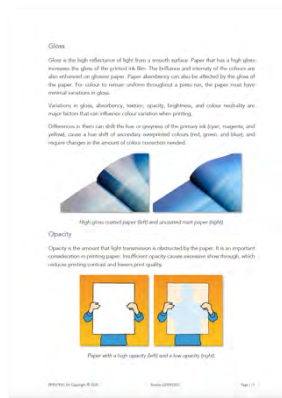 Gloss
Gloss is the high reflectance of light from a smooth surface. Paper that has a high gloss
increases the gloss of the printed ink film. The brilliance and intensity of the colours are
also enhanced on glossier paper. Paper absorbency can also be affected by the gloss of
the paper. For colour to remain uniform throughout a press run, the paper must have
minimal variations in gloss.
Variations in gloss, absorbency, texture, opacity, brightness, and colour neutrality are
major factors that can influence colour variation when printing.
Differences in them can shift the hue or greyness of the primary ink (cyan, magenta, and
yellow), cause a hue shift of secondary overprinted colours (red, green, and blue), and
require changes in the amount of colour correction needed.
High gloss coated paper (left) and uncoated matt paper (right).
Opacity
Opacity is the amount that light transmission is obstructed by the paper. It is an important
consideration in printing paper. Insufficient opacity causes excessive show through, which
reduces printing contrast and lowers print quality.
Paper with a high opacity (left) and a low opacity (right).
Page | 5